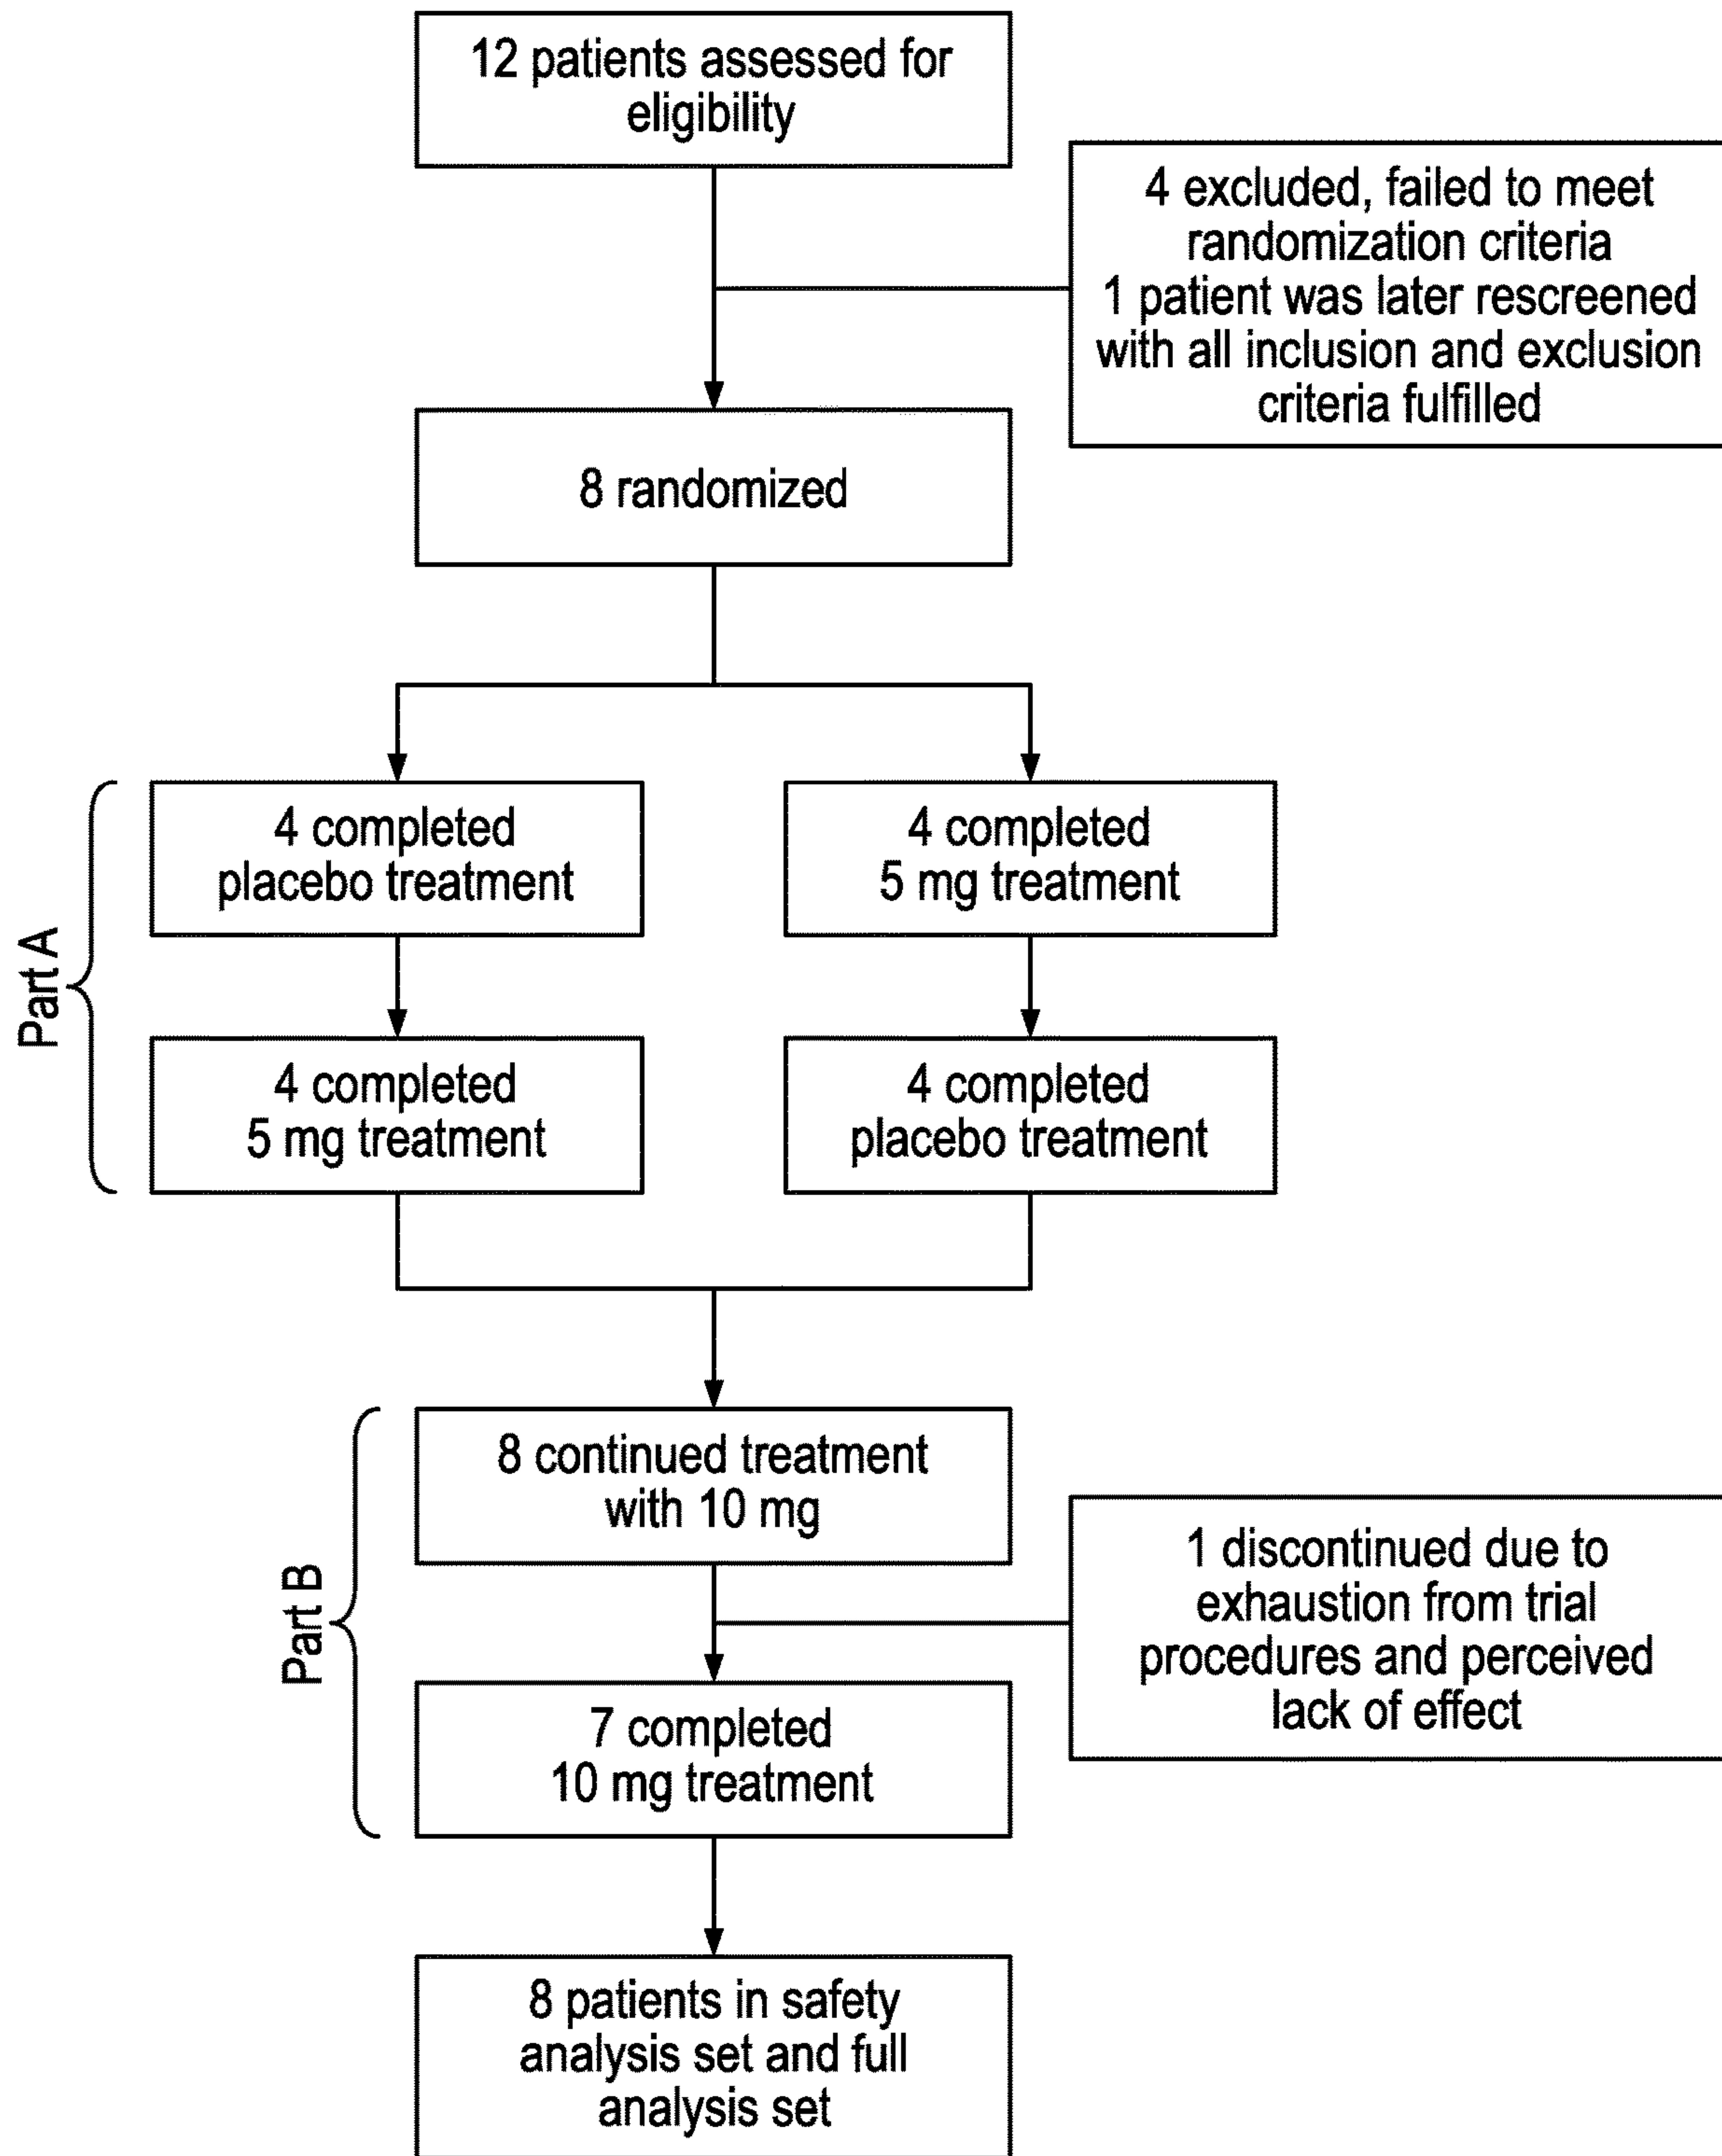 12 patients assessed for
eligibility
4 excluded, failed to meet
randomization criteria
1 patient was later rescreened
with all inclusion and exclusion
criteria fulfilled
8 randomized
Part A
4 completed
placebo treatment
4 completed
5 mg treatment
4 completed
5 mg treatment
4 completed
placebo treatment
Part B
8 continued treatment
with 10 mg
1 discontinued due to
exhaustion from trial
procedures and perceived
lack of effect
7 completed
10 mg treatment
8 patients in safety
analysis set and full
analysis set